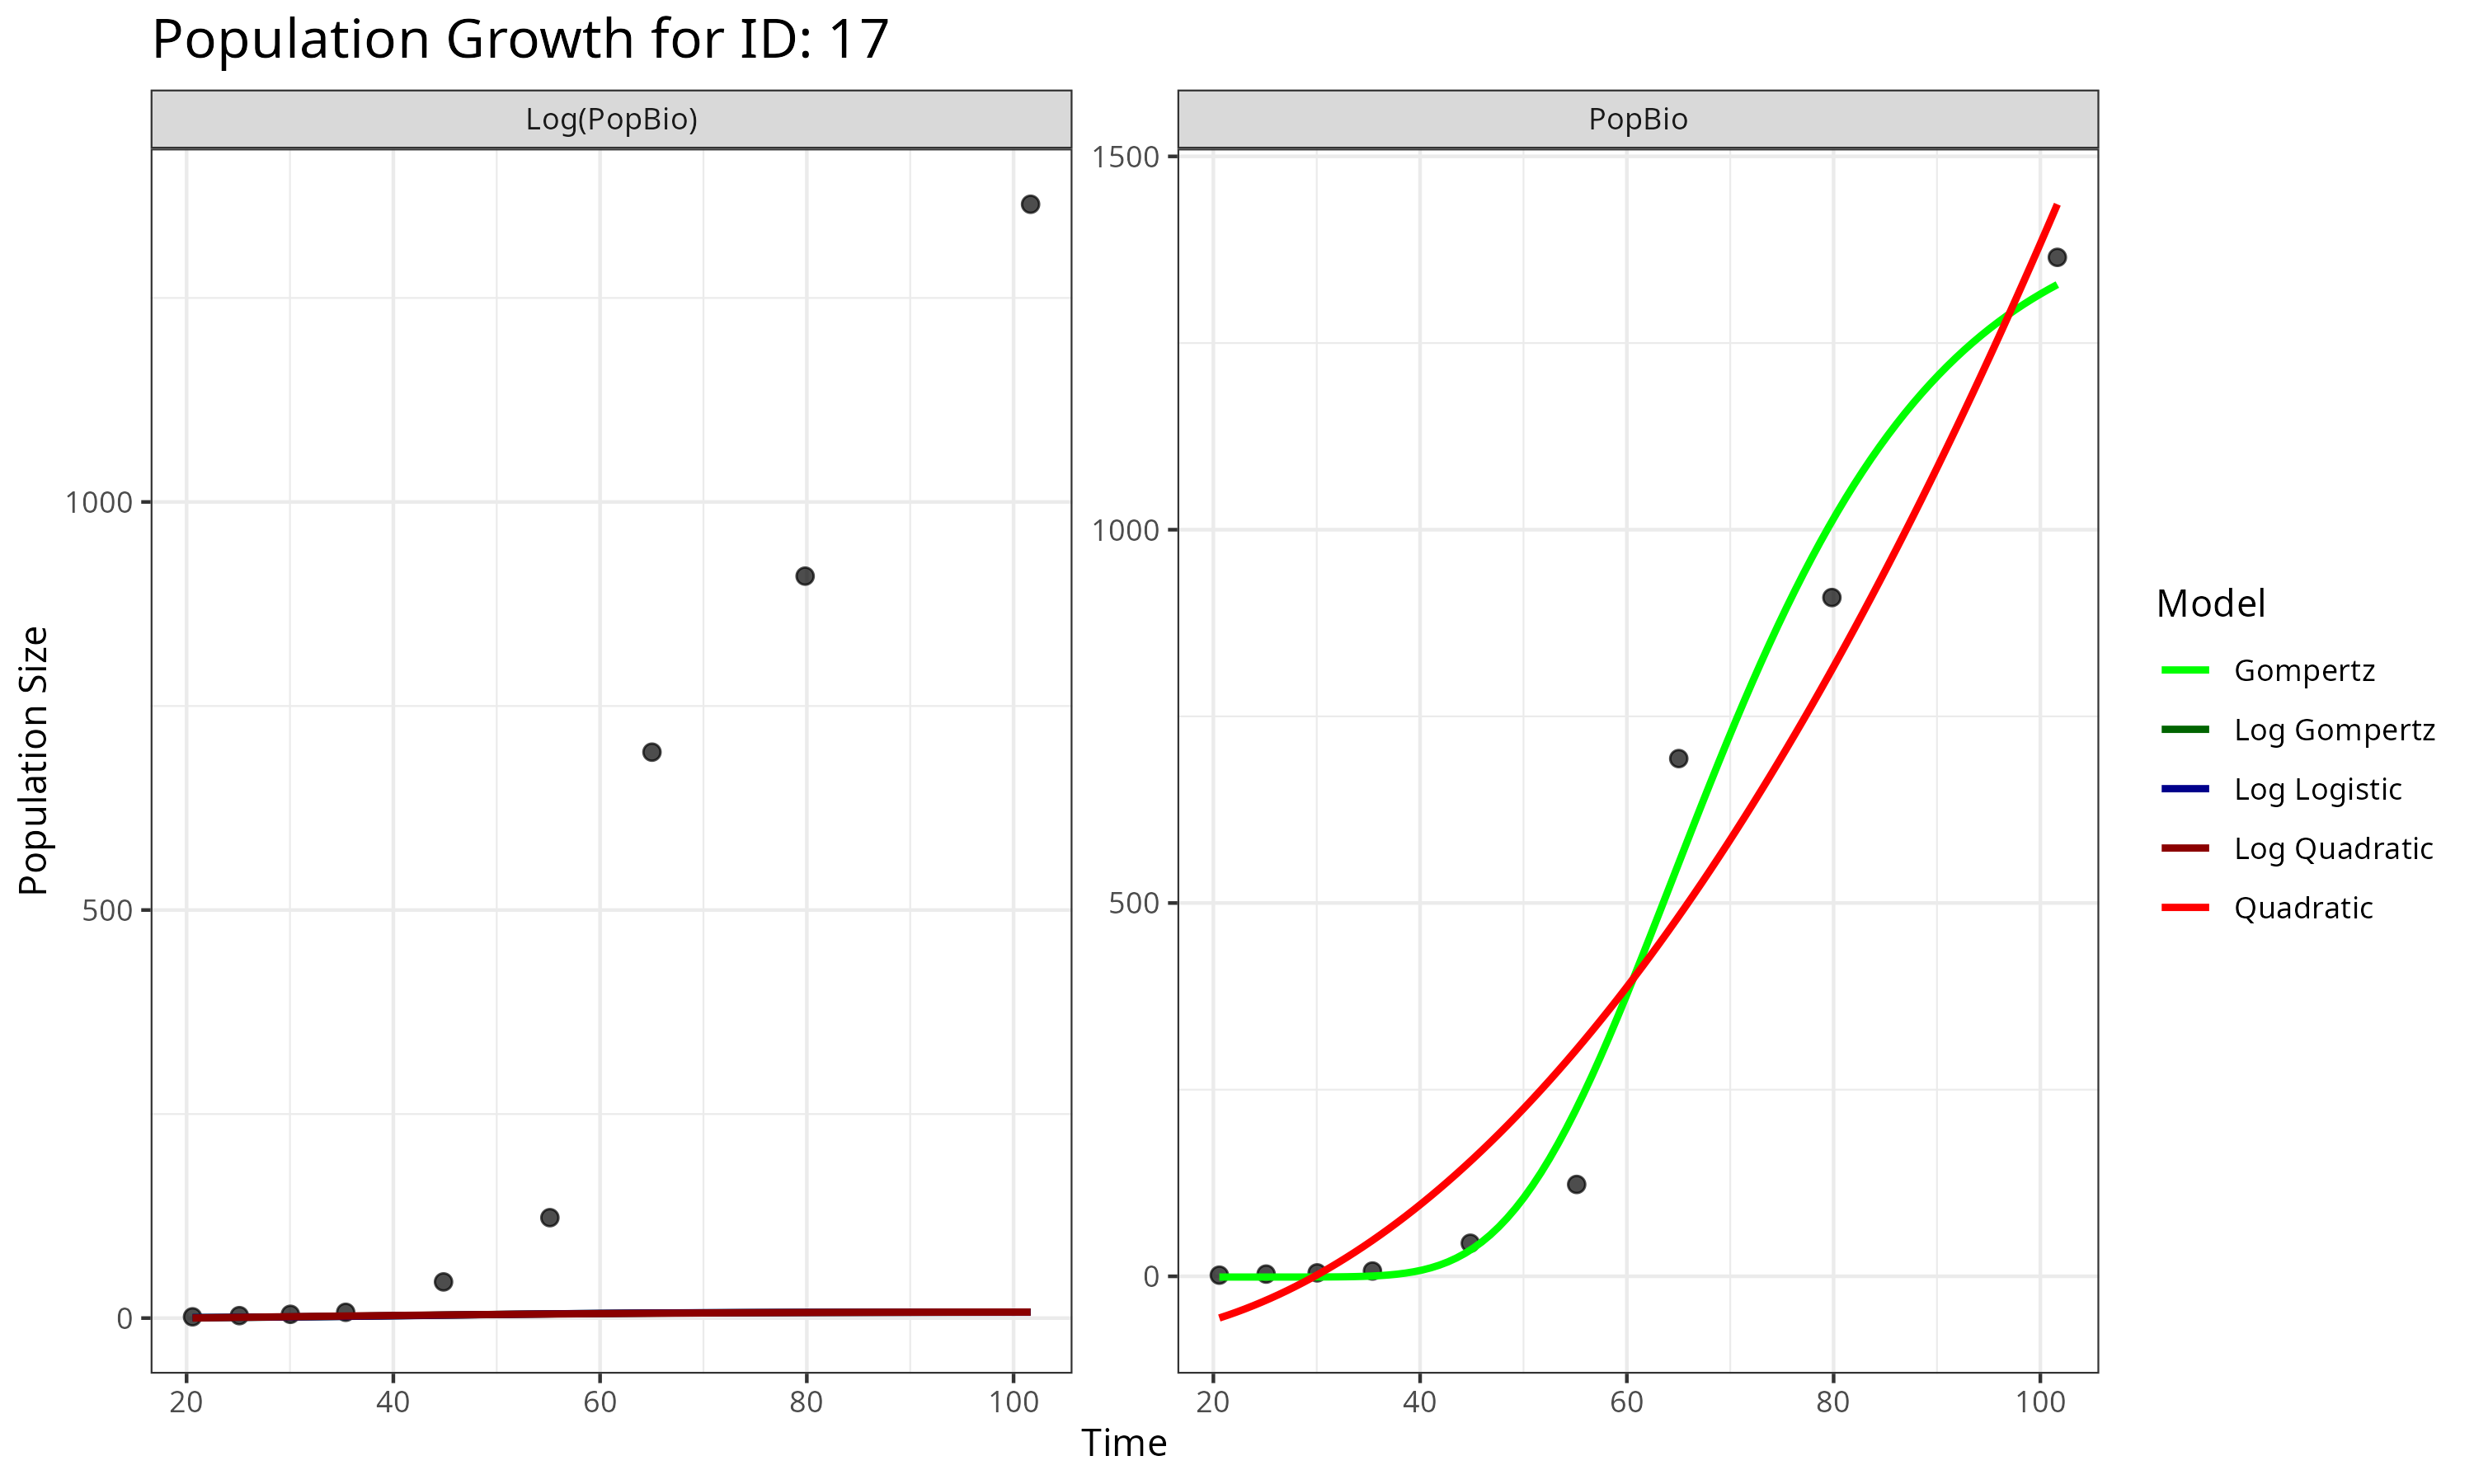 Population Growth for ID: 17
Log(PopBio)
PopBio
Population Size
1000
500
0
1500
1000
500
0
20 40 60 80 100
20 40 60 80 100
Time
Model
Gompertz
Log Gompertz
Log Logistic
Log Quadratic
Quadratic